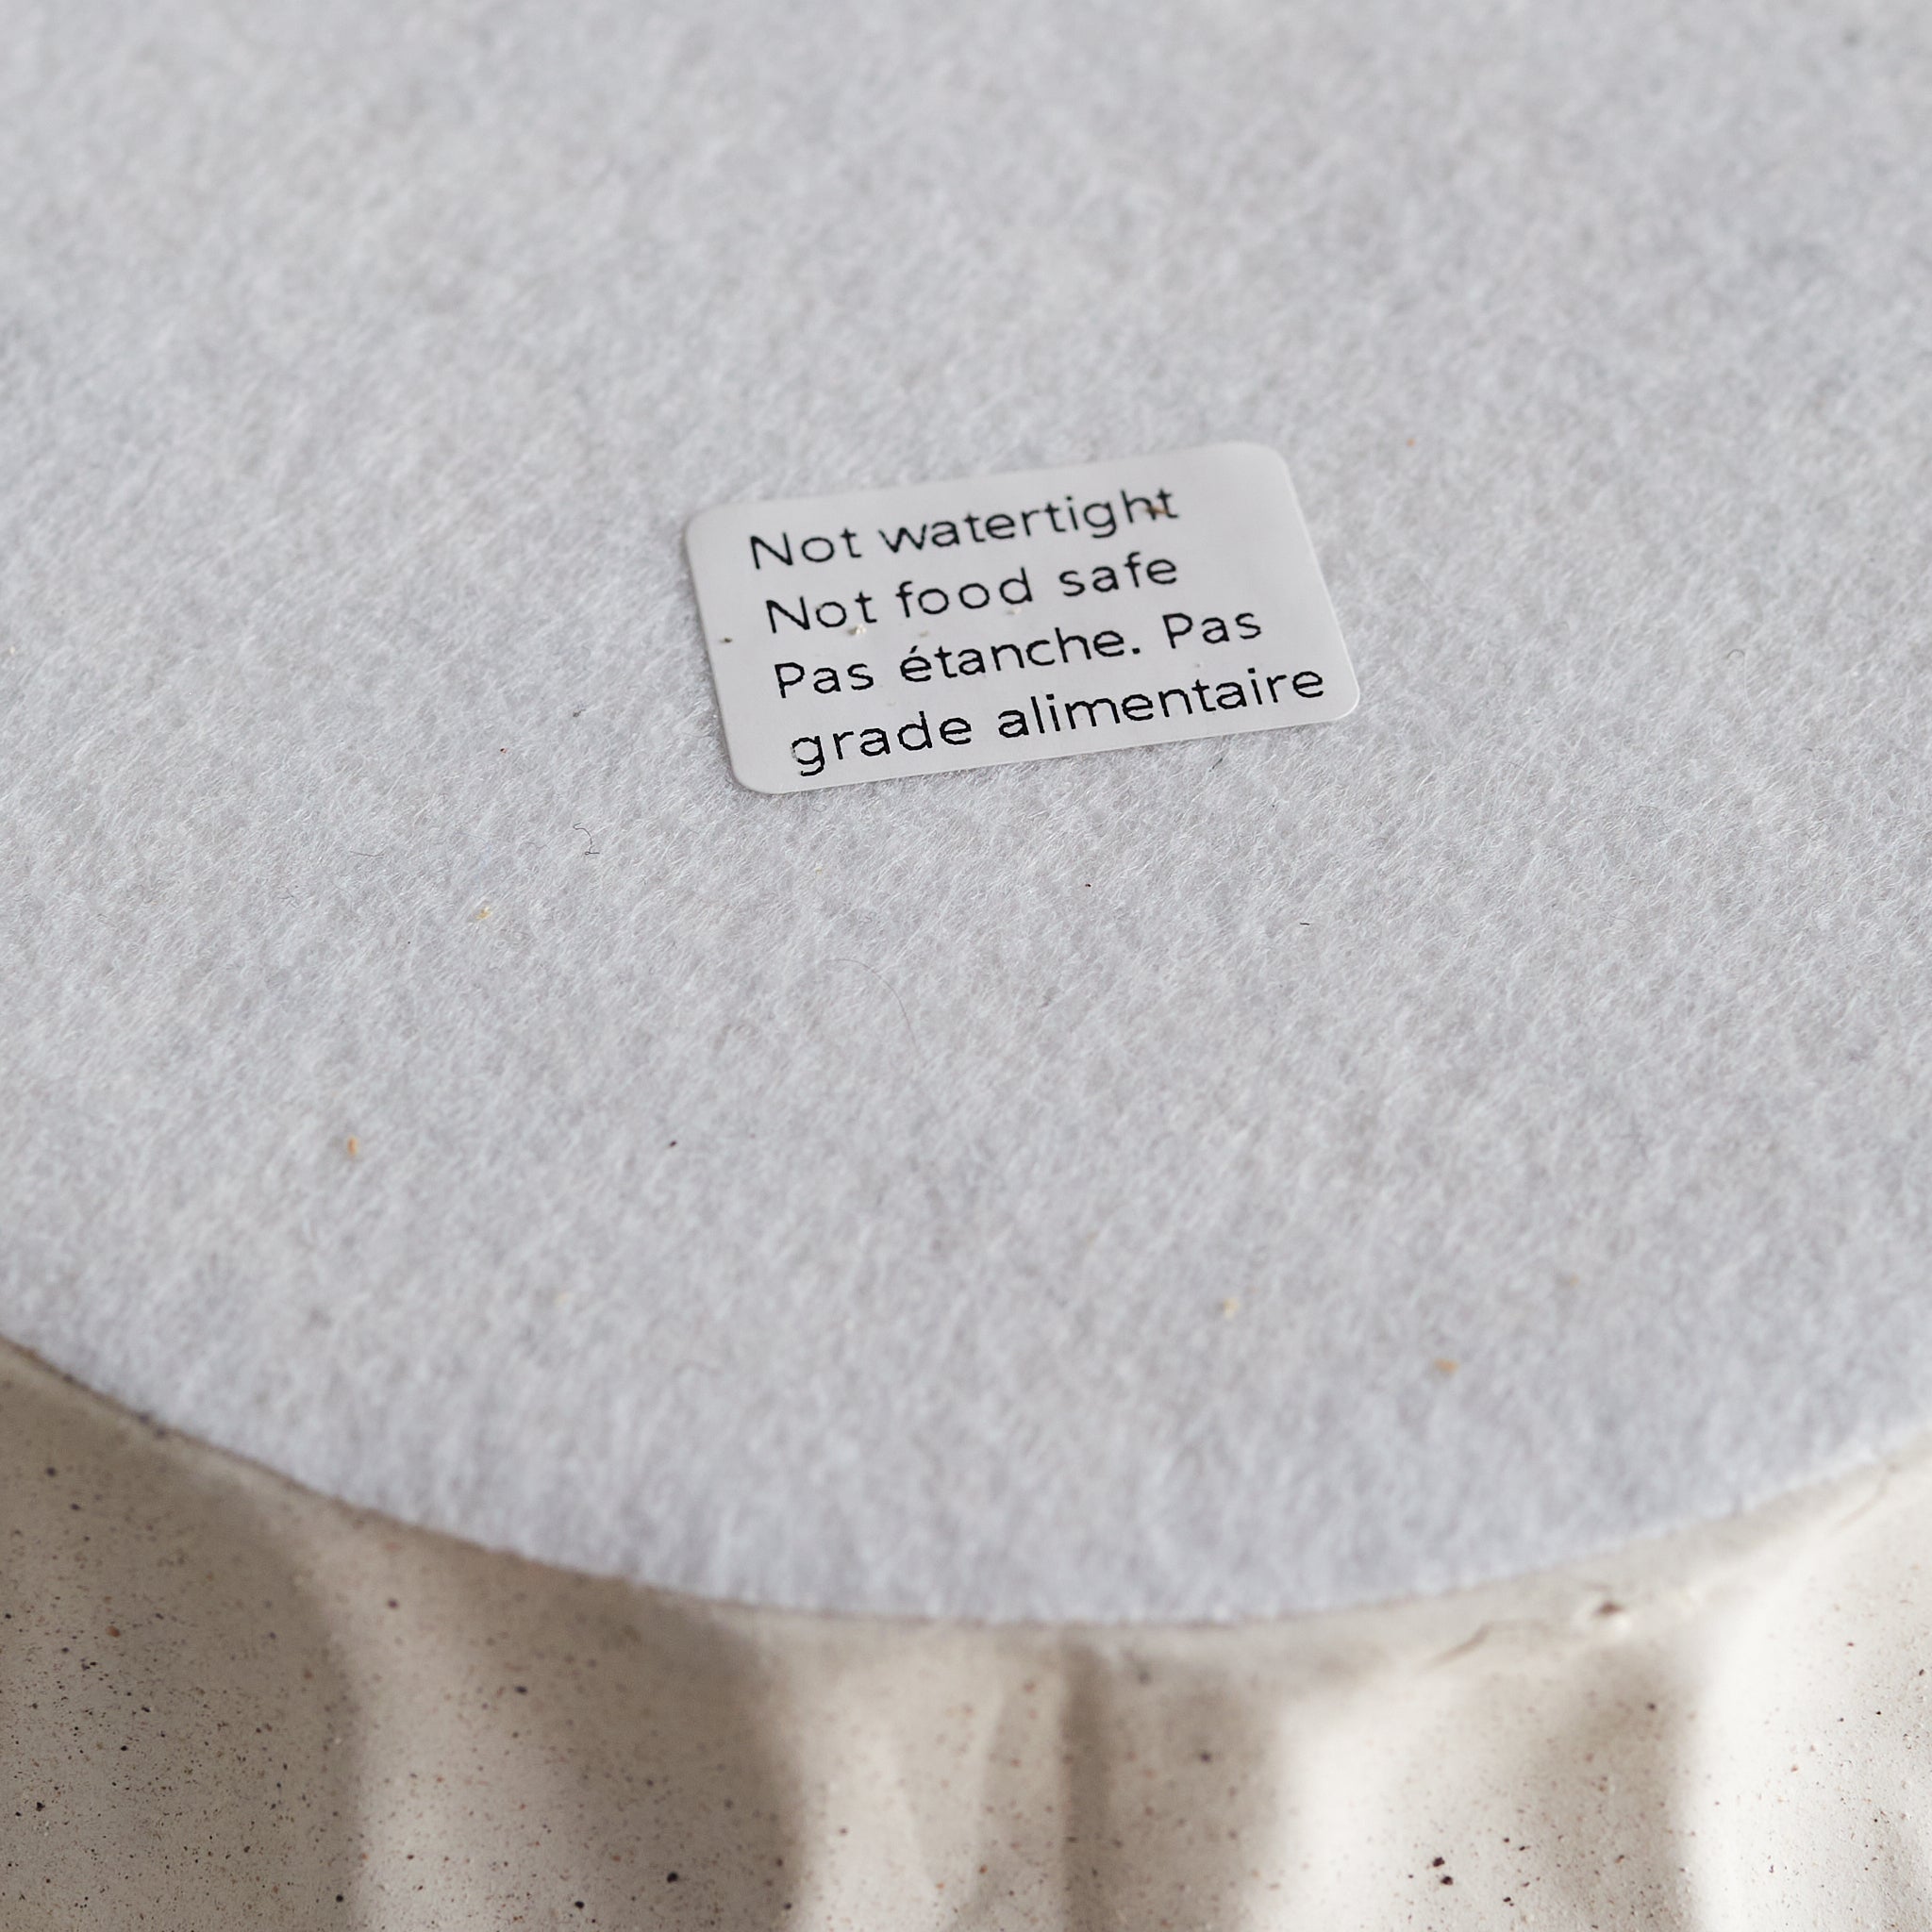 Not watertight
Not food safe
Pas étanche. Pas
grade alimentaire